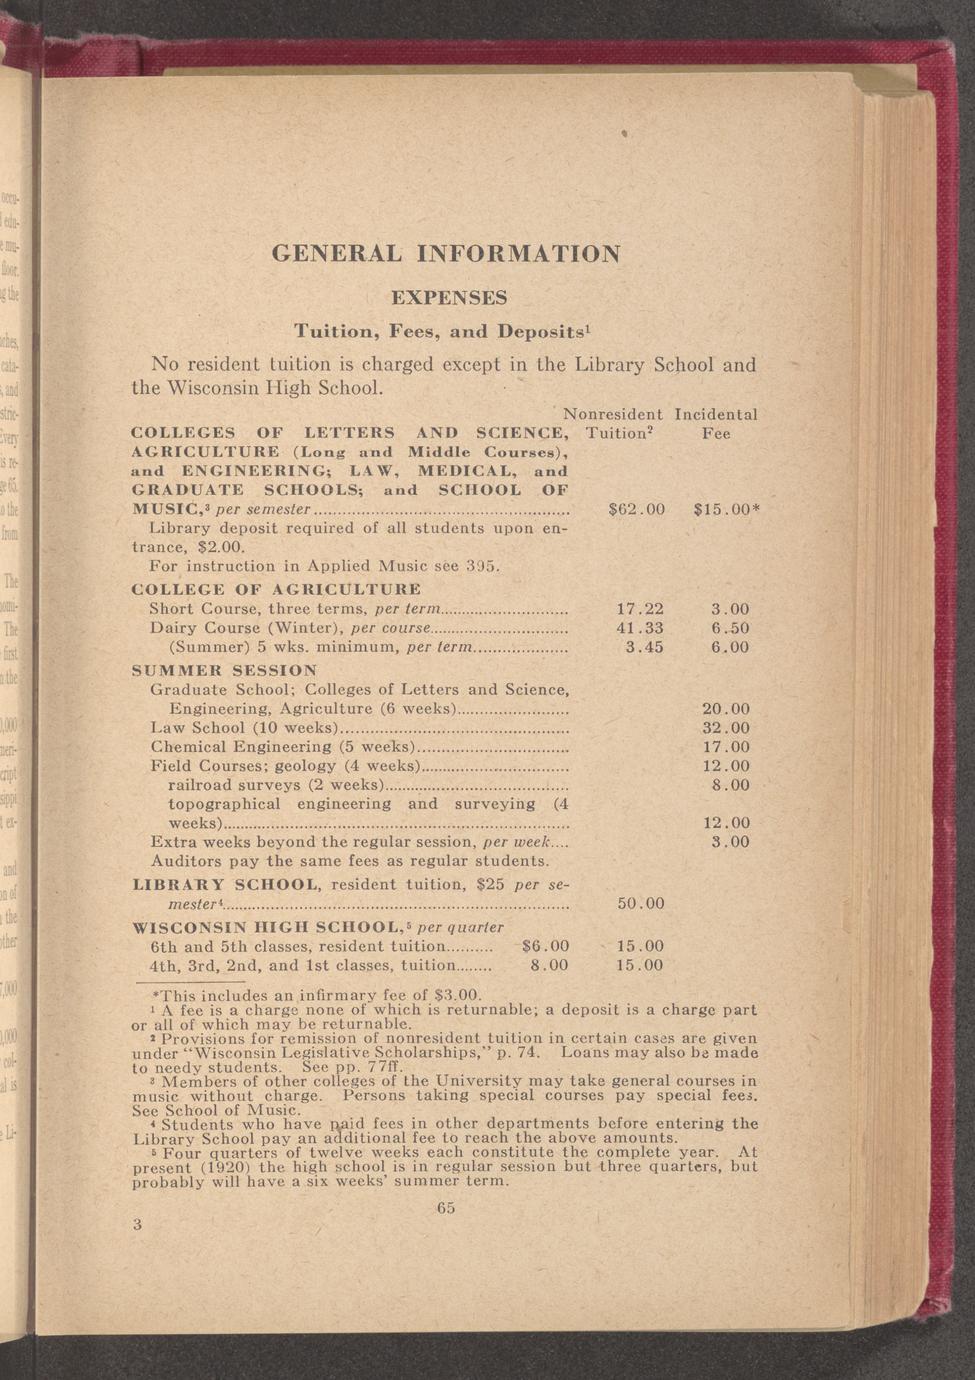 GENERAL INFORMATION
EXPENSES
Tuition, Fees, and Deposits¹
No resident tuition is charged except in the Library School and
the Wisconsin High School.
Nonresident Incidental
COLLEGES OF LETTERS AND SCIENCE, Tuition² Fee
AGRICULTURE (Long and Middle Courses),
and ENGINEERING; LAW, MEDICAL, and
GRADUATE SCHOOLS; and SCHOOL OF
MUSIC,³ per semester.................................................. $62.00 $15.00*
Library deposit required of all students upon en-
trance, $2.00.
For instruction in Applied Music see 395.
COLLEGE OF AGRICULTURE
Short Course, three terms, per term.............................. 17.22 3.00
Dairy Course (Winter), per course................................. 41.33 6.50
(Summer) 5 wks. minimum, per term....................... 3.45 6.00
SUMMER SESSION
Graduate School; Colleges of Letters and Science,
Engineering, Agriculture (6 weeks).......................... 20.00
Law School (10 weeks)...................................................... 32.00
Chemical Engineering (5 weeks).................................... 17.00
Field Courses; geology (4 weeks)................................... 12.00
railroad surveys (2 weeks)............................................ 8.00
topographical engineering and surveying (4
weeks).................................................................................. 12.00
Extra weeks beyond the regular session, per week.... 3.00
Auditors pay the same fees as regular students.
LIBRARY SCHOOL, resident tuition, $25 per se-
mester⁴................................................................................ 50.00
WISCONSIN HIGH SCHOOL,⁵ per quarter
6th and 5th classes, resident tuition........... $6.00 15.00
4th, 3rd, 2nd, and 1st classes, tuition........ 8.00 15.00
*This includes an infirmary fee of $3.00.
¹ A fee is a charge none of which is returnable; a deposit is a charge part
or all of which may be returnable.
² Provisions for remission of nonresident tuition in certain cases are given
under "Wisconsin Legislative Scholarships," p. 74. Loans may also be made
to needy students. See pp. 77ff.
³ Members of other colleges of the University may take general courses in
music without charge. Persons taking special courses pay special fees.
See School of Music.
⁴ Students who have paid fees in other departments before entering the
Library School pay an additional fee to reach the above amounts.
⁵ Four quarters of twelve weeks each constitute the complete year. At
present (1920) the high school is in regular session but three quarters, but
probably will have a six weeks' summer term.
65
3